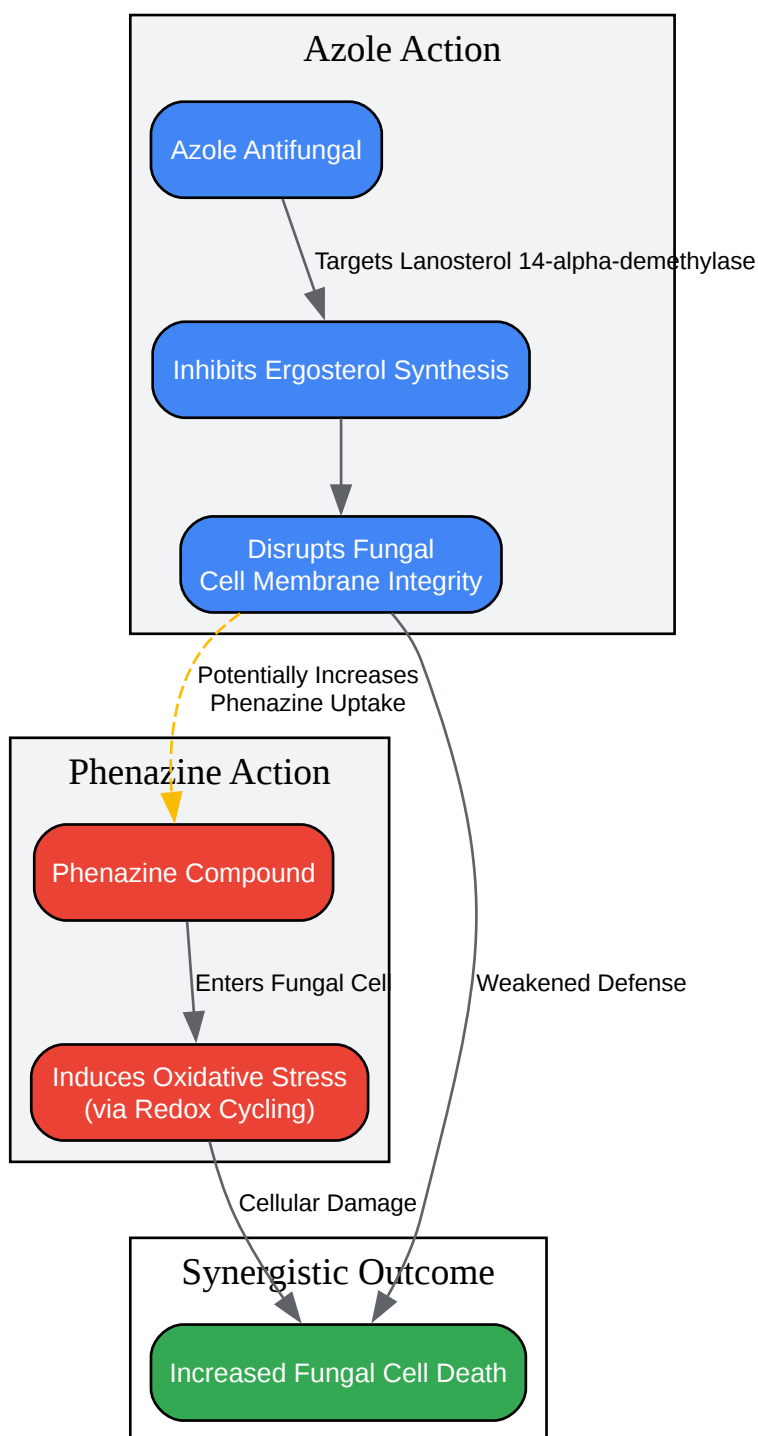 Azole Action
Azole Antifungal
Targets Lanosterol 14-alpha-demethylase
Inhibits Ergosterol Synthesis
Disrupts Fungal
Cell Membrane Integrity
Potentially Increases
Phenazine Uptake
Phenazine Action
Phenazine Compound
Enters Fungal Cell
Weakened Defense
Induces Oxidative Stress
(via Redox Cycling)
Cellular Damage
Synergistic Outcome
Increased Fungal Cell Death